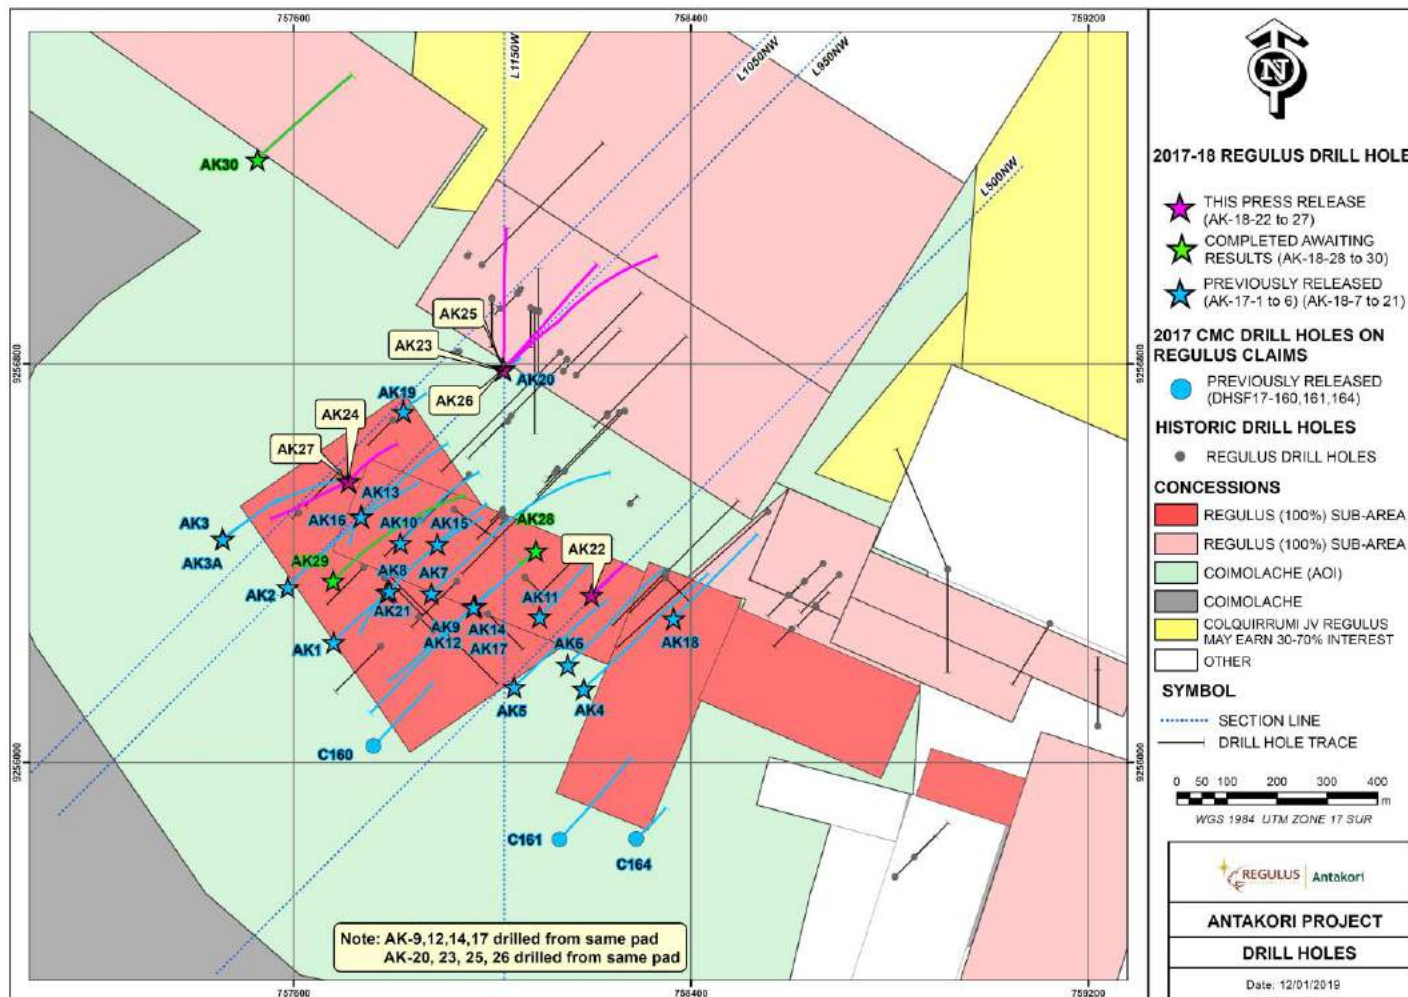 757600
758400
759200
L1150W
L1050NW
L950NW
L500NW
9256800
9256800
9256000
9256000
AK30
AK25
AK23
AK26
AK20
AK19
AK24
AK27
AK13
AK3
AK16
AK10
AK15
AK28
AK3A
AK29
AK22
AK8
AK7
AK2
AK21
AK11
AK9
AK14
AK18
AK1
AK12
AK17
AK6
AK5
AK4
C160
C161
C164
Note: AK-9,12,14,17 drilled from same pad
AK-20, 23, 25, 26 drilled from same pad
757600
758400
759200
N
2017-18 REGULUS DRILL HOLE
THIS PRESS RELEASE
(AK-18-22 to 27)
COMPLETED AWAITING
RESULTS (AK-18-28 to 30)
PREVIOUSLY RELEASED
(AK-17-1 to 6) (AK-18-7 to 21)
2017 CMC DRILL HOLES ON
REGULUS CLAIMS
PREVIOUSLY RELEASED
(DHSF17-160,161,164)
HISTORIC DRILL HOLES
REGULUS DRILL HOLES
CONCESSIONS
REGULUS (100%) SUB-AREA
REGULUS (100%) SUB-AREA
COIMOLACHE (AOI)
COIMOLACHE
COLQUIRRUMI JV REGULUS
MAY EARN 30-70% INTEREST
OTHER
SYMBOL
SECTION LINE
DRILL HOLE TRACE
0 50 100 200 300 400
m
WGS 1984 UTM ZONE 17 SUR
REGULUS Antakori
ANTAKORI PROJECT
DRILL HOLES
Date: 12/01/2019